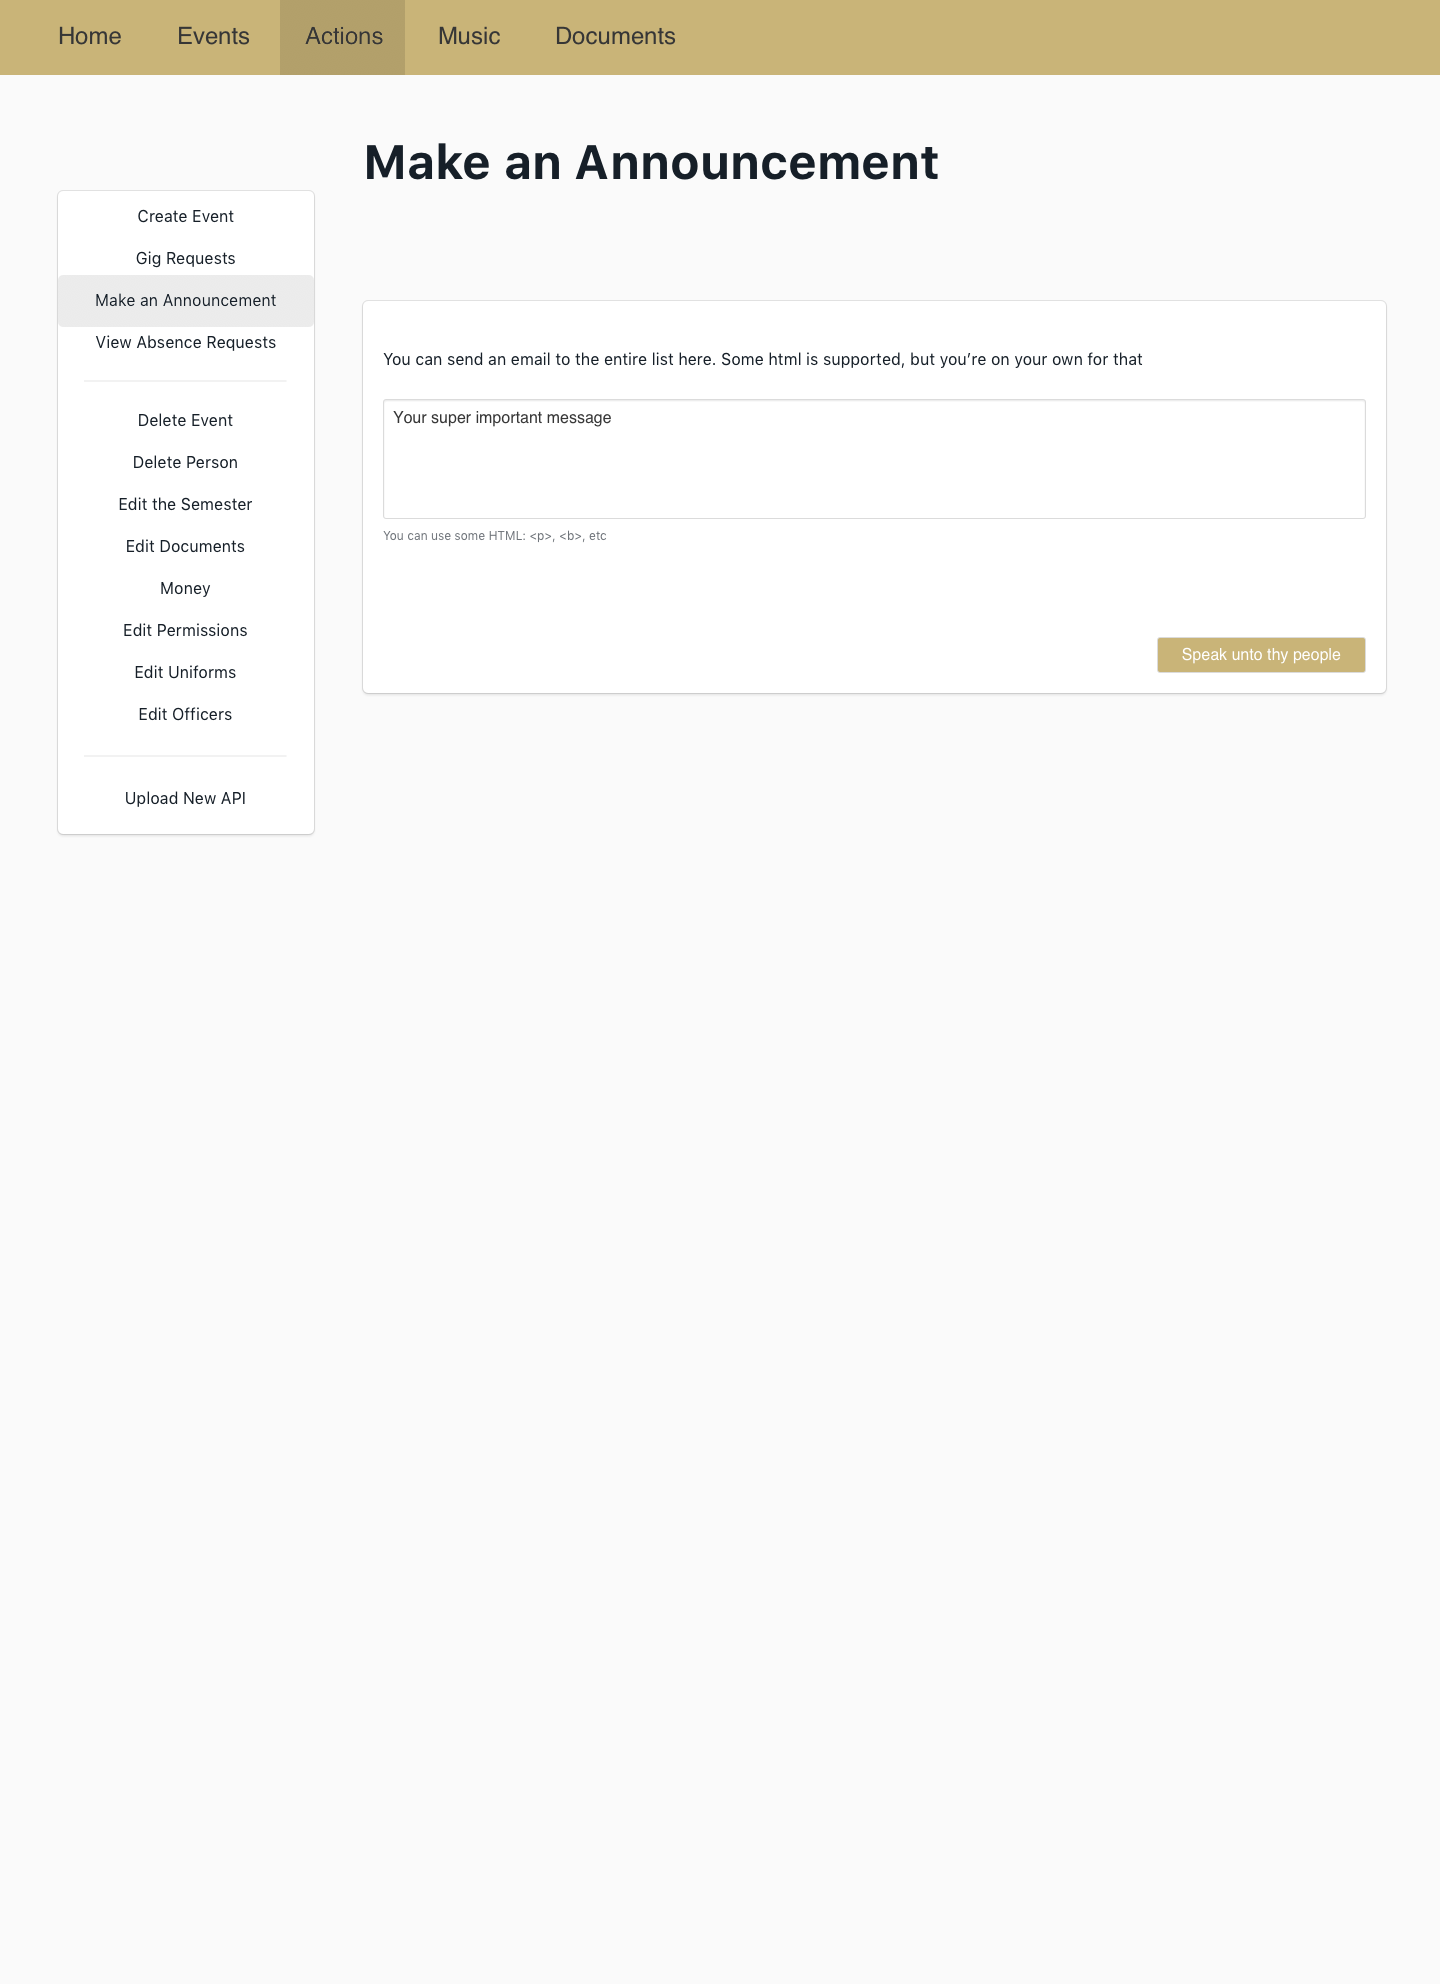 Home Events Actions Music Documents
Make an Announcement
Create Event
Gig Requests
Make an Announcement
View Absence Requests
Delete Event
Delete Person
Edit the Semester
Edit Documents
Money
Edit Permissions
Edit Uniforms
Edit Officers
Upload New API
You can send an email to the entire list here. Some html is supported, but you’re on your own for that
Your super important message
You can use some HTML: <p>, <b>, etc
Speak unto thy people